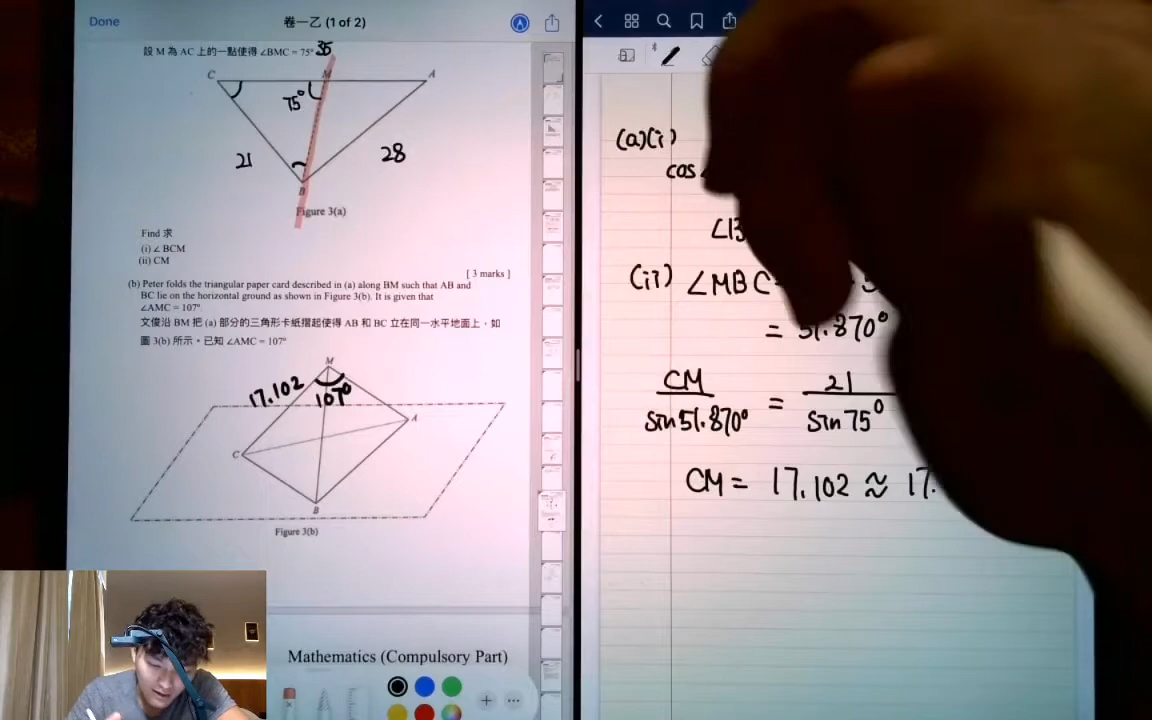 Done
卷一乙 (1 of 2)
設 M 為 AC 上的一點使得 ∠BMC = 75°
35
C
M
A
75°
21
28
B
Figure 3(a)
Find 求
(i) ∠ BCM
(ii) CM
[ 3 marks ]
(b) Peter folds the triangular paper card described in (a) along BM such that AB and
BC lie on the horizontal ground as shown in Figure 3(b). It is given that
∠AMC = 107°
文俊沿 BM 把 (a) 部分的三角形卡紙摺起使得 AB 和 BC 立在同一水平地面上，如
圖 3(b) 所示。已知 ∠AMC = 107°
M
17.102
107°
A
C
B
Figure 3(b)
Mathematics (Compulsory Part)
(a)(i)
cos
(ii) ∠MBC
= 51.870°
CM / sin 51.870° = 21 / sin 75°
CM = 17.102 ≈ 17.